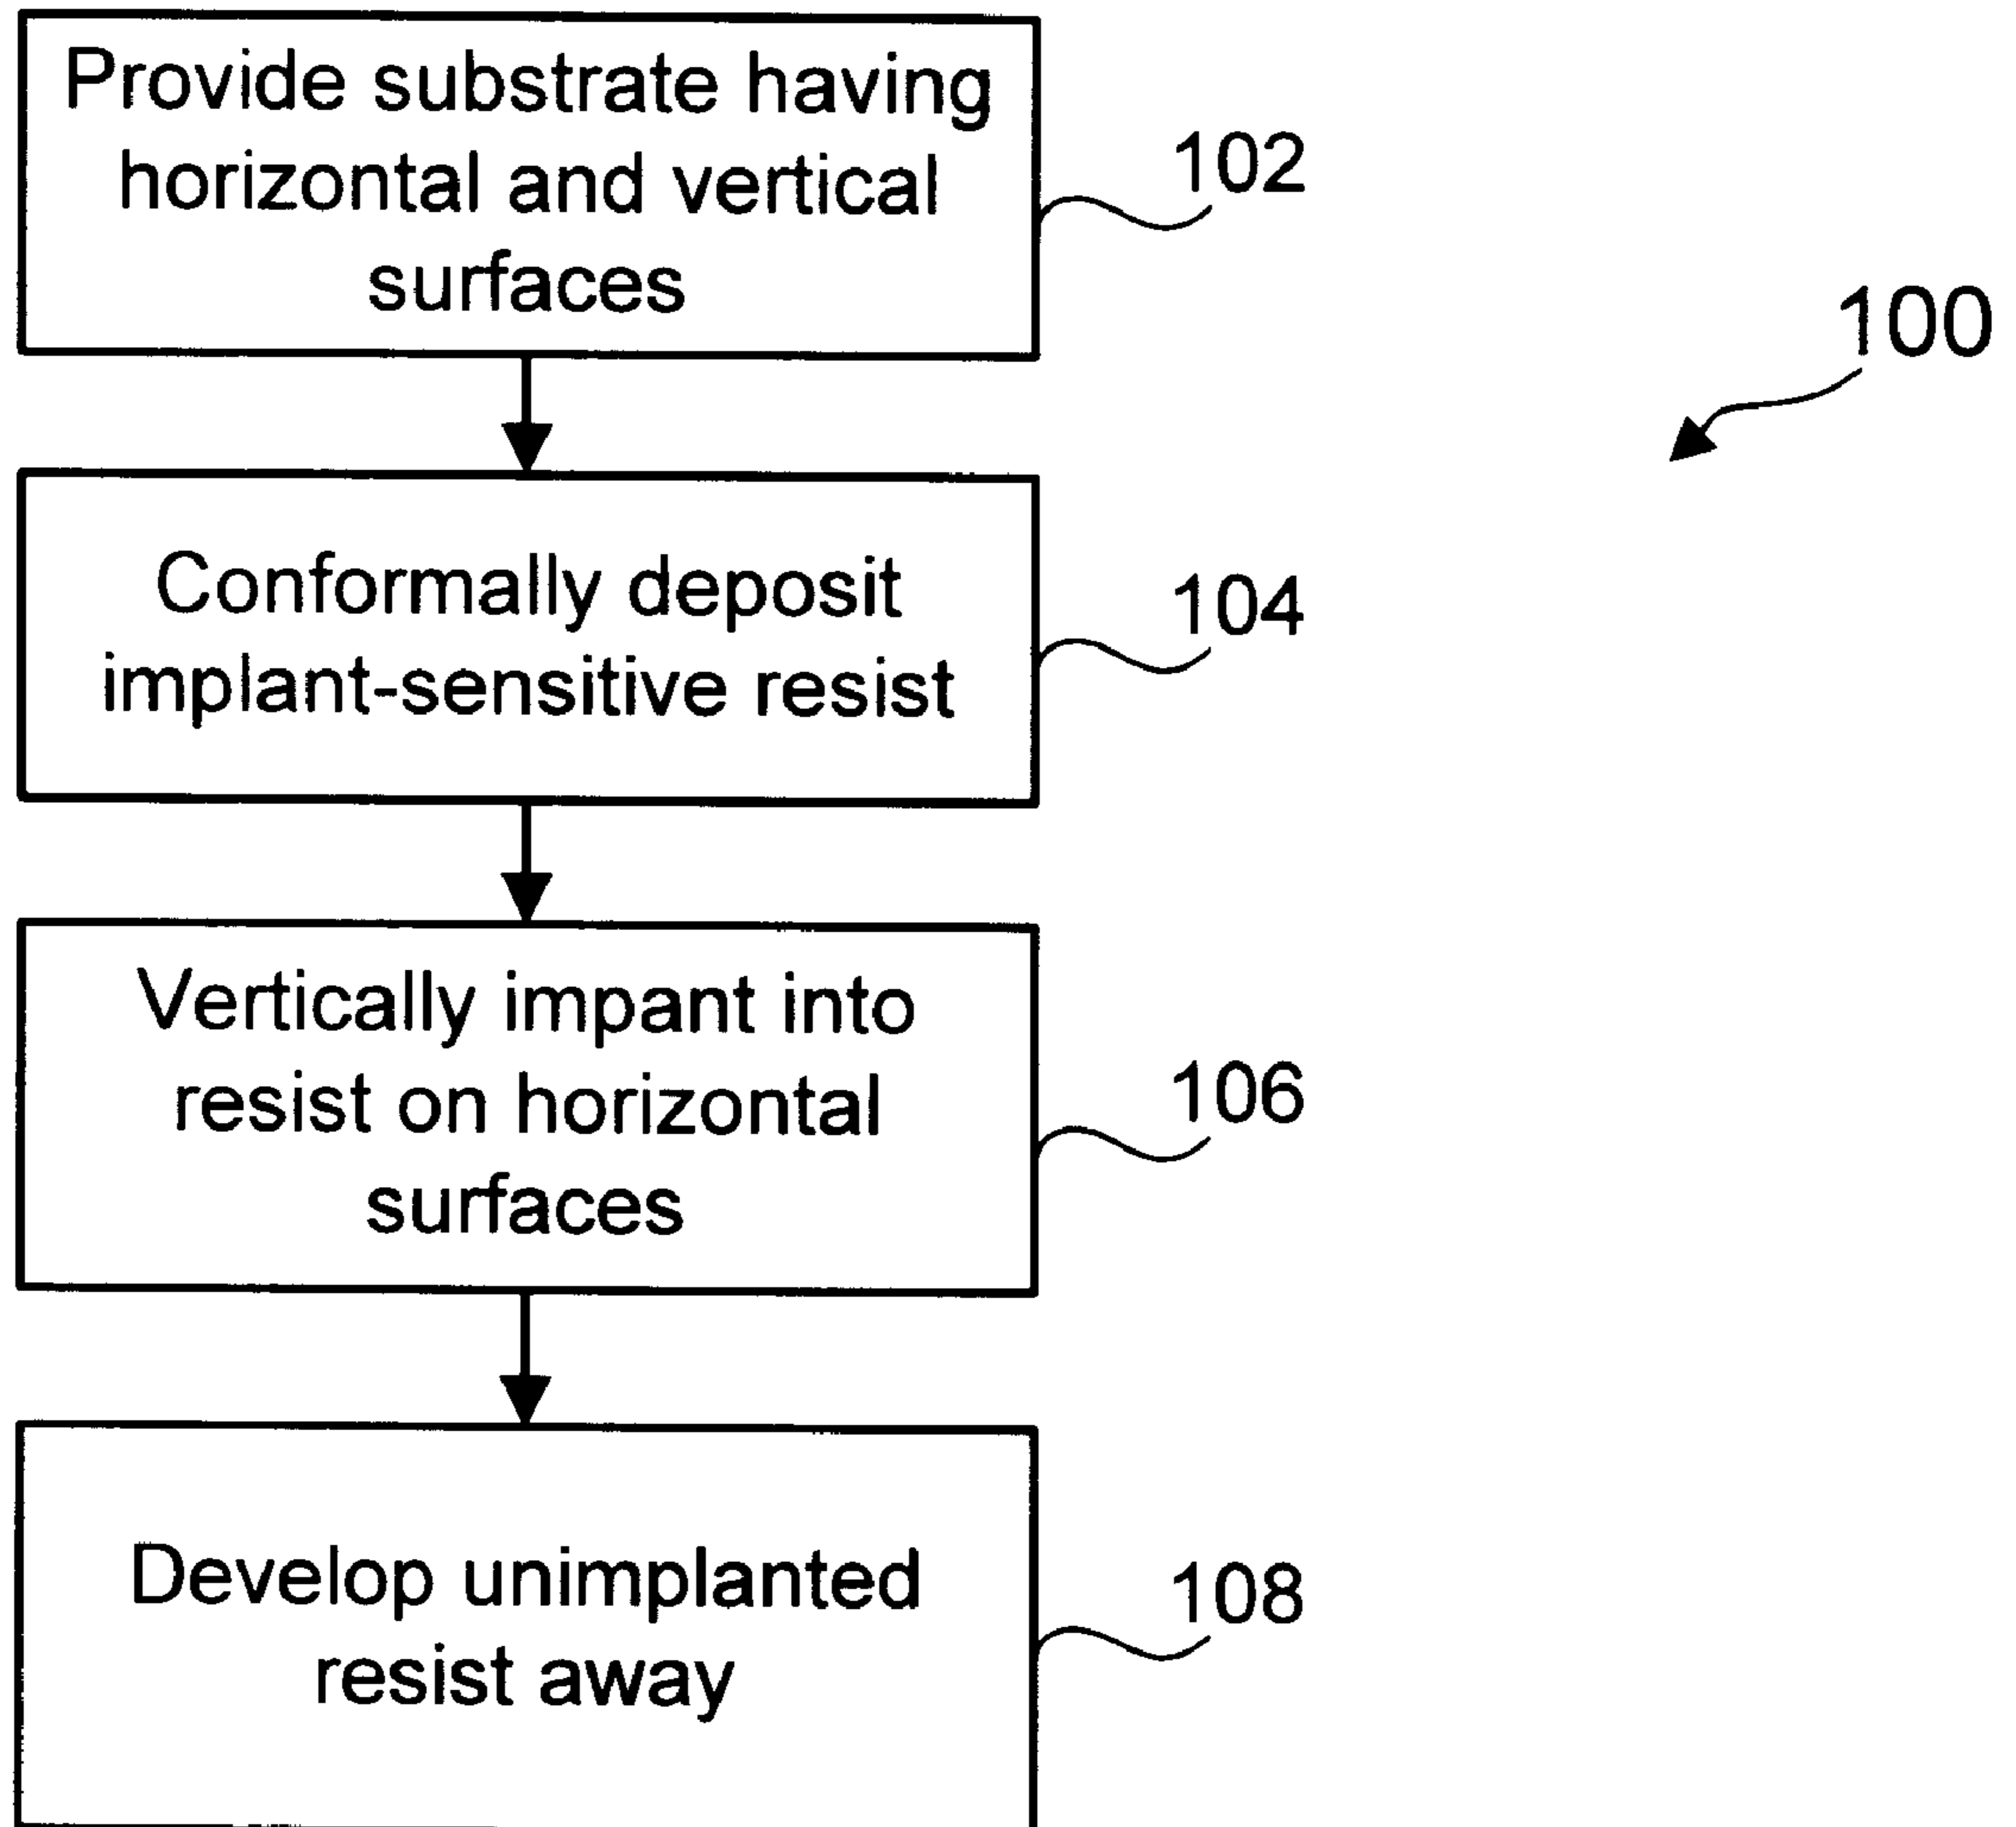 Provide substrate having
horizontal and vertical
surfaces
102
100
Conformally deposit
implant-sensitive resist
104
Vertically impant into
resist on horizontal
surfaces
106
Develop unimplanted
resist away
108